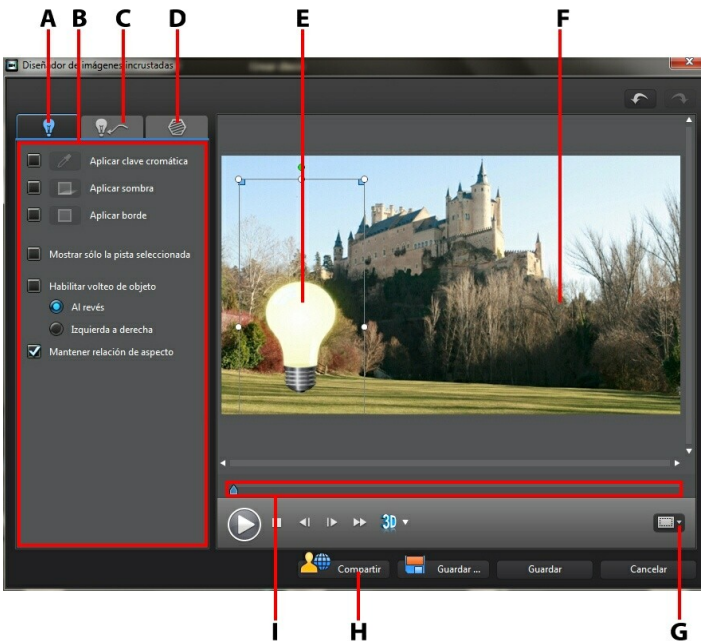 A B C D E F
Diseñador de imágenes incrustadas
Aplicar clave cromática
Aplicar sombra
Aplicar borde
Mostrar sólo la pista seleccionada
Habilitar volteo de objeto
Al revés
Izquierda a derecha
Mantener relación de aspecto
3D
Compartir Guardar ... Guardar Cancelar
I H G